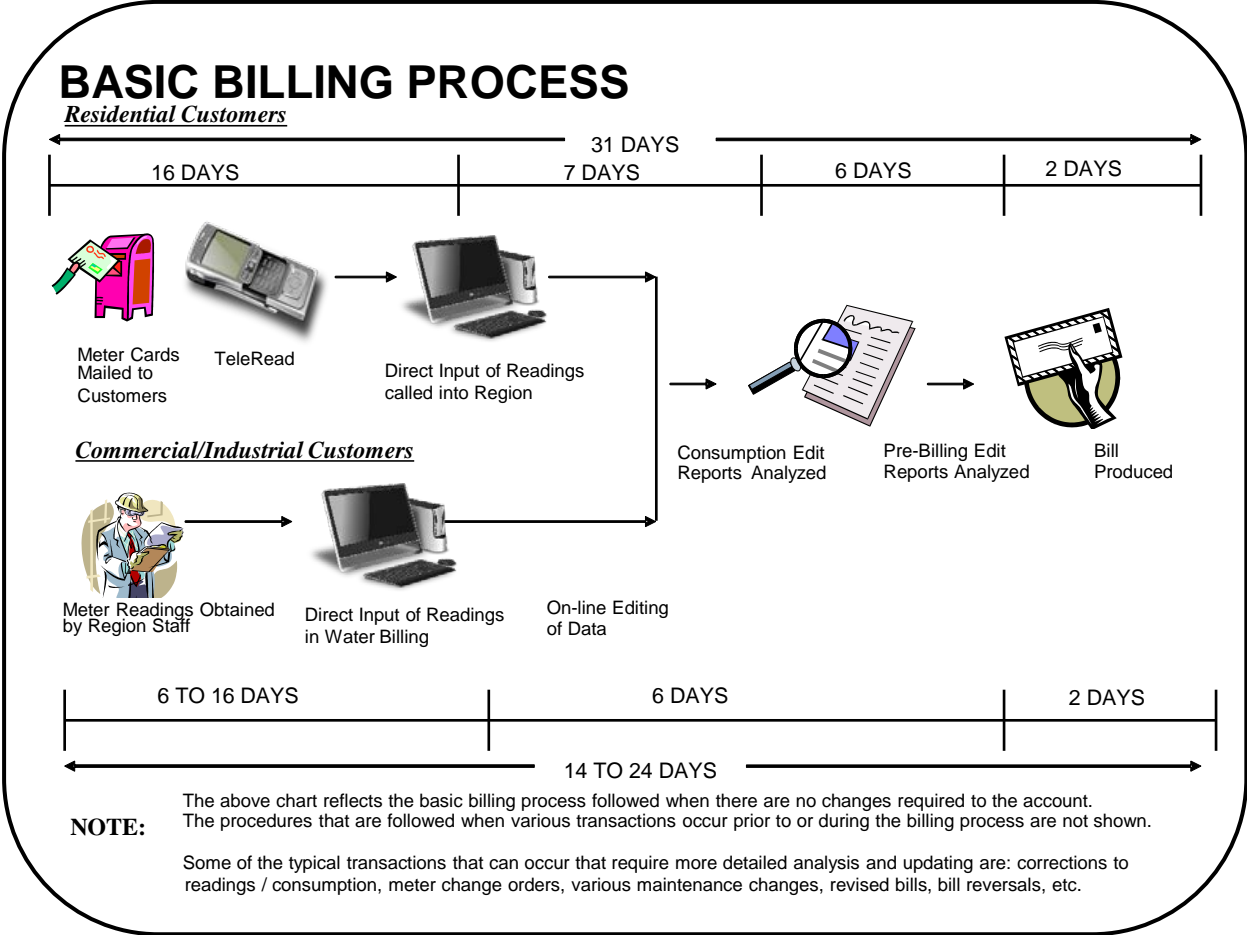 BASIC BILLING PROCESS
Residential Customers
31 DAYS
16 DAYS
7 DAYS
6 DAYS
2 DAYS
Meter Cards
Mailed to
Customers
TeleRead
Direct Input of Readings
called into Region
Consumption Edit
Reports Analyzed
Pre-Billing Edit
Reports Analyzed
Bill
Produced
Commercial/Industrial Customers
Meter Readings Obtained
by Region Staff
Direct Input of Readings
in Water Billing
On-line Editing
of Data
6 TO 16 DAYS
6 DAYS
2 DAYS
14 TO 24 DAYS
NOTE:
The above chart reflects the basic billing process followed when there are no changes required to the account.
The procedures that are followed when various transactions occur prior to or during the billing process are not shown.
Some of the typical transactions that can occur that require more detailed analysis and updating are: corrections to
readings / consumption, meter change orders, various maintenance changes, revised bills, bill reversals, etc.